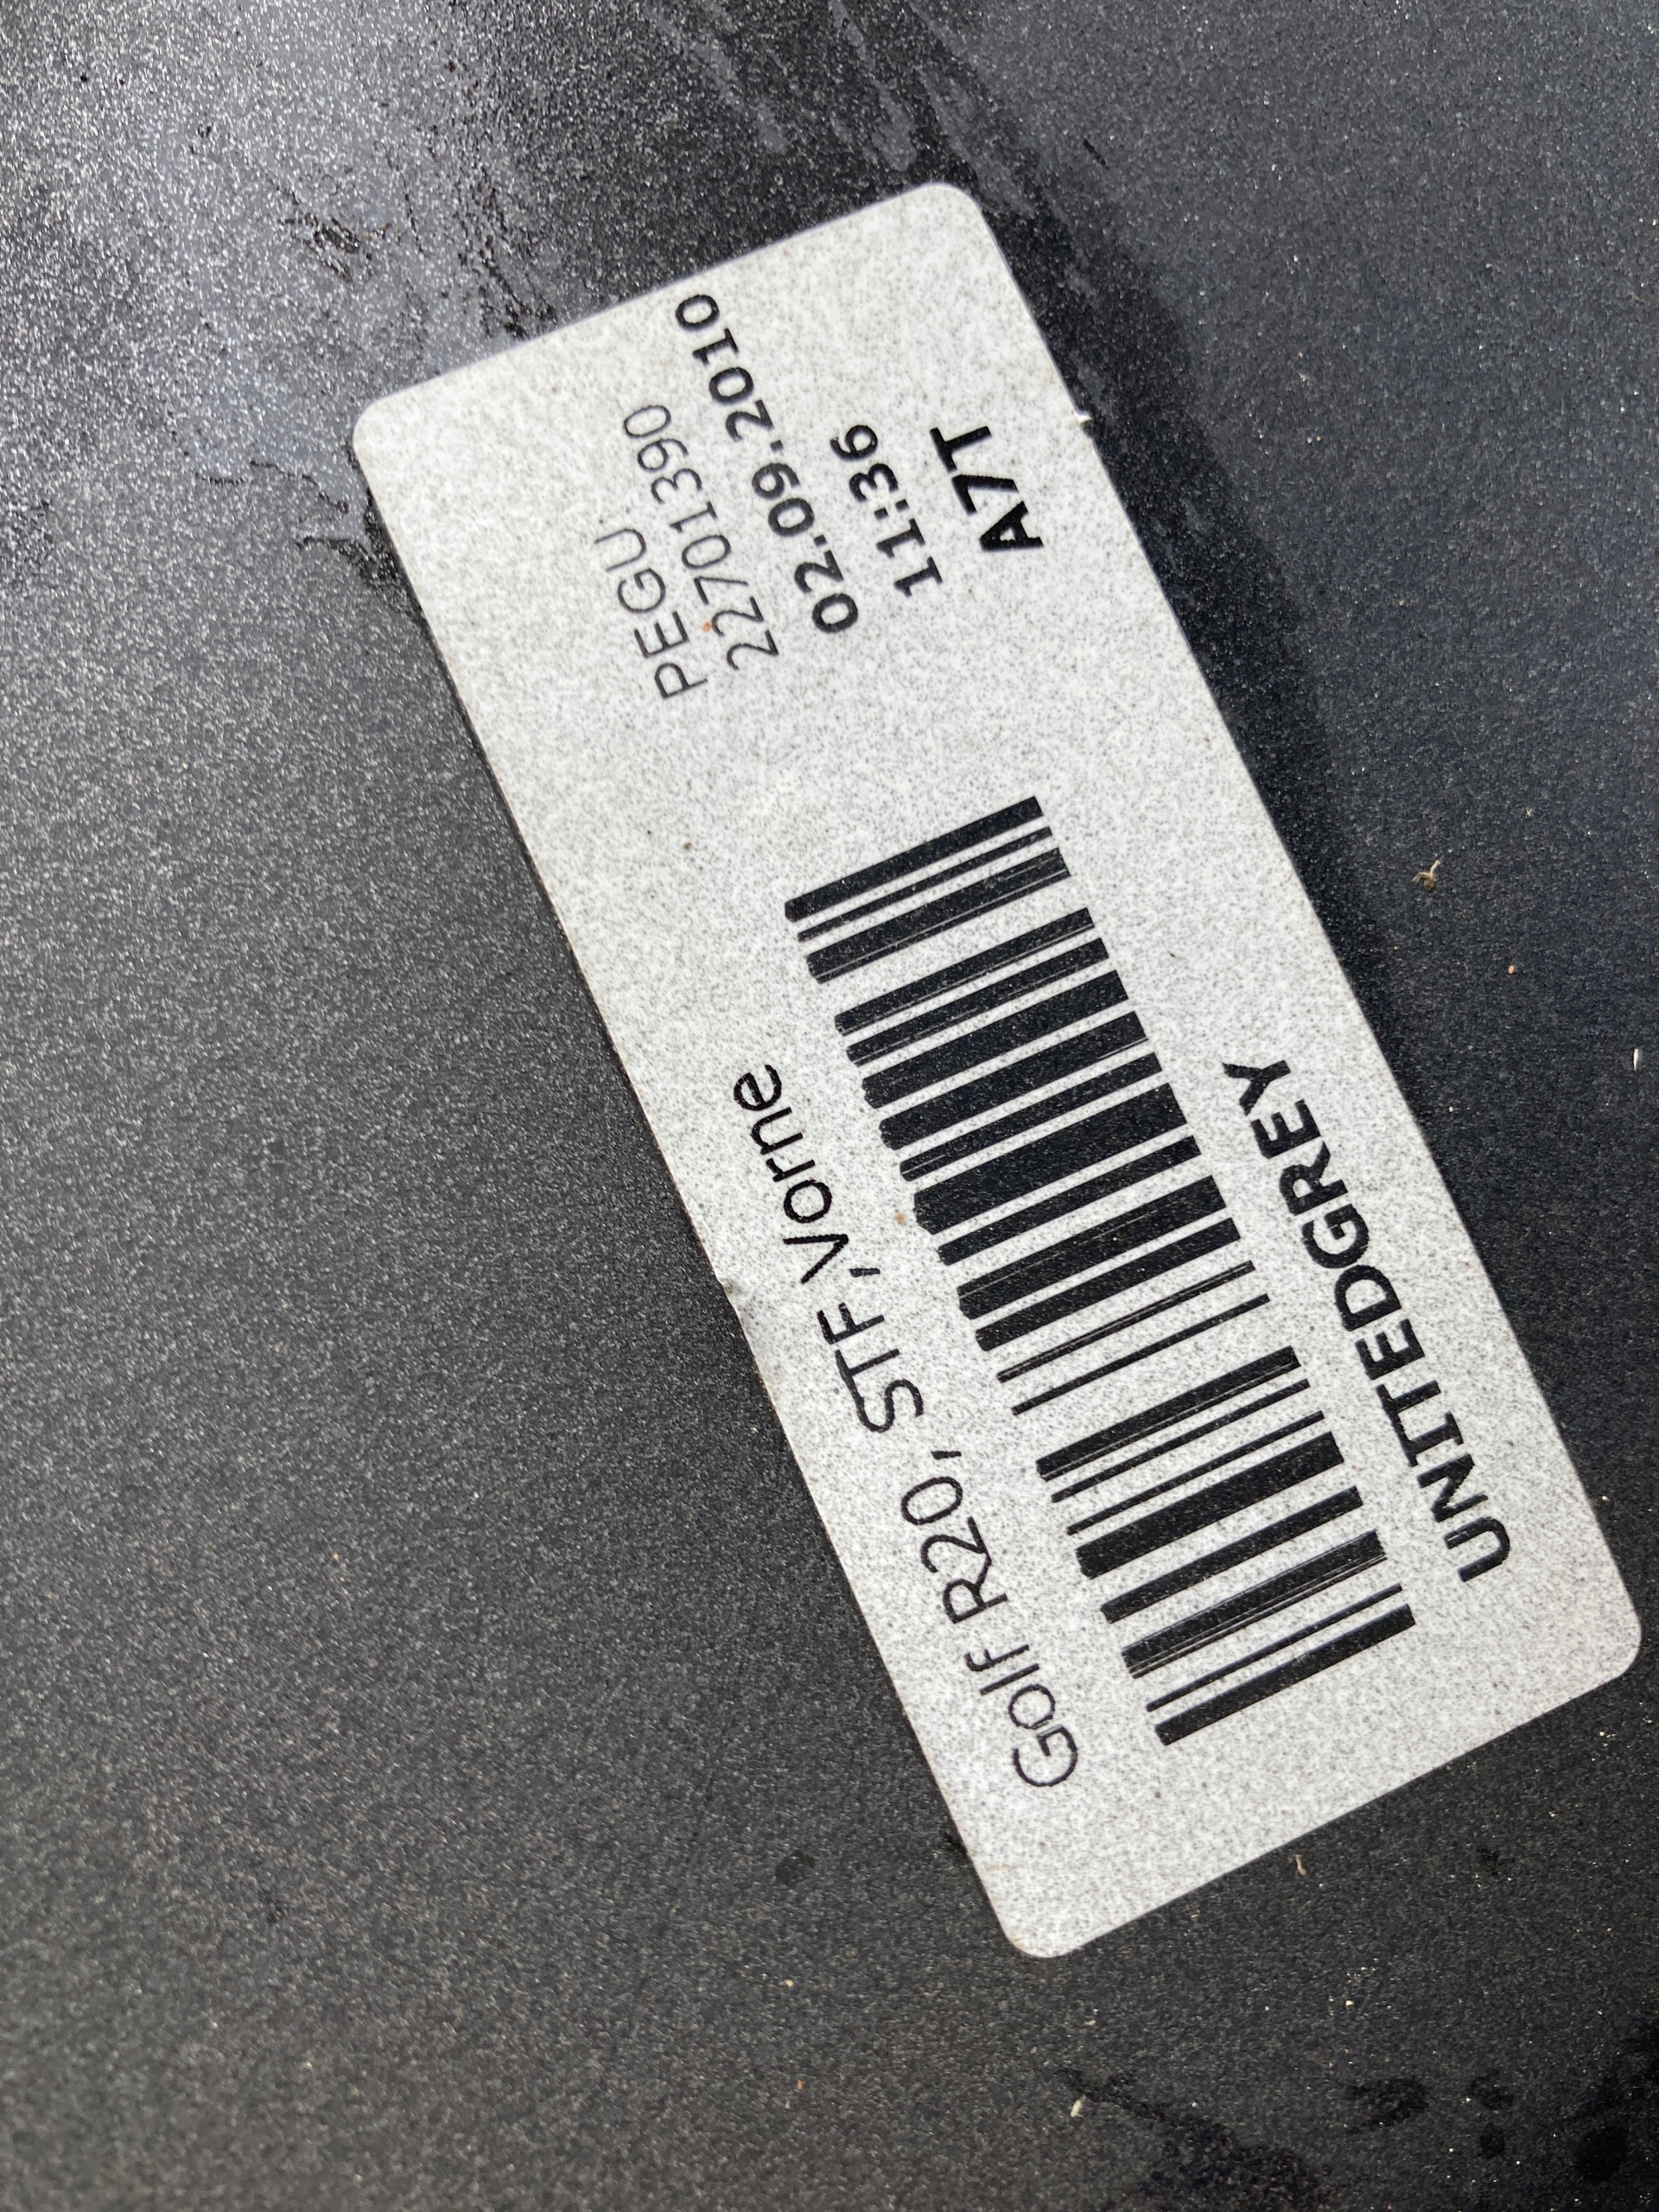 Golf R20, STF,Vorne
UNITEDGREY
PEGU
22701390
02.09.2010
11:36
A7T